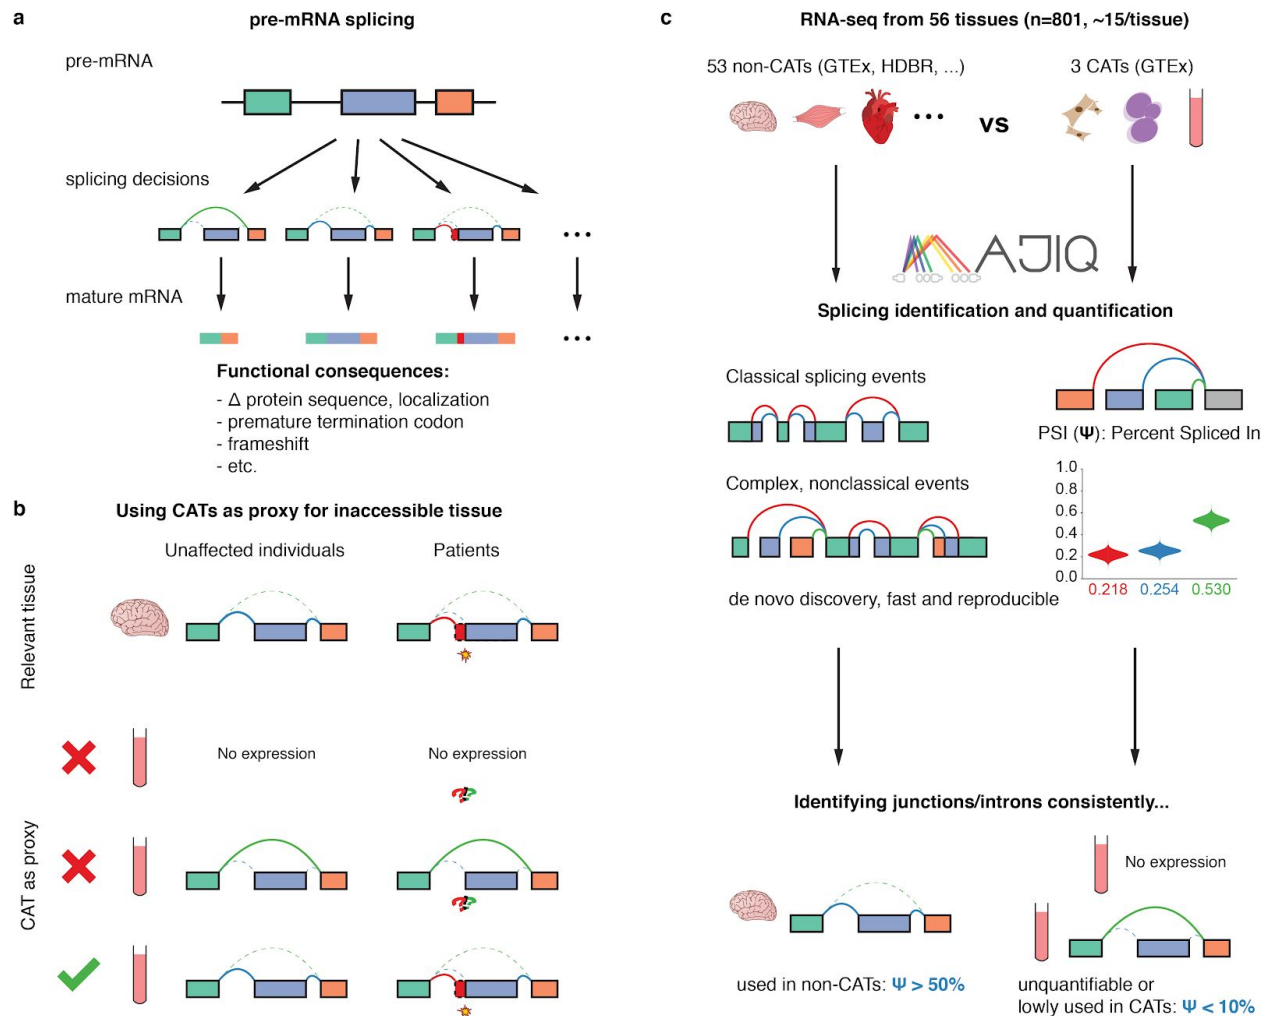 a
pre-mRNA splicing
pre-mRNA
splicing decisions
mature mRNA
Functional consequences:
- Δ protein sequence, localization
- premature termination codon
- frameshift
- etc.
b
Using CATs as proxy for inaccessible tissue
Unaffected individuals
Patients
Relevant tissue
No expression
No expression
CAT as proxy
c
RNA-seq from 56 tissues (n=801, ~15/tissue)
53 non-CATs (GTEx, HDBR, ...)
3 CATs (GTEx)
vs
MAJIQ
Splicing identification and quantification
Classical splicing events
PSI (Ψ): Percent Spliced In
Complex, nonclassical events
1.0
0.8
0.6
0.4
0.2
0.0
0.218
0.254
0.530
de novo discovery, fast and reproducible
Identifying junctions/introns consistently...
No expression
used in non-CATs: Ψ > 50%
unquantifiable or
lowly used in CATs: Ψ < 10%